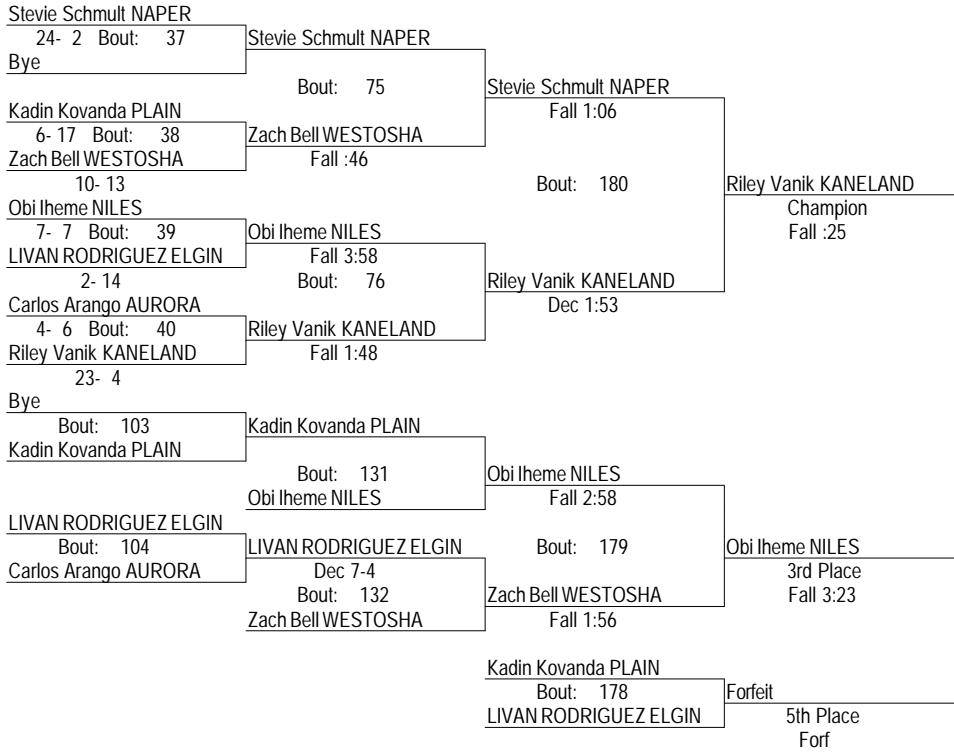 Stevie Schmult NAPER
24- 2 Bout: 37
Stevie Schmult NAPER
Bye
Bout: 75
Stevie Schmult NAPER
Kadin Kovanda PLAIN
Fall 1:06
6- 17 Bout: 38
Zach Bell WESTOSHA
Zach Bell WESTOSHA
Fall :46
10- 13
Bout: 180
Riley Vanik KANELAND
Obi Iheme NILES
Champion
7- 7 Bout: 39
Obi Iheme NILES
Fall :25
LIVAN RODRIGUEZ ELGIN
Fall 3:58
2- 14
Bout: 76
Riley Vanik KANELAND
Carlos Arango AURORA
Dec 1:53
4- 6 Bout: 40
Riley Vanik KANELAND
Riley Vanik KANELAND
Fall 1:48
23- 4
Bye
Bout: 103
Kadin Kovanda PLAIN
Kadin Kovanda PLAIN
Bout: 131
Obi Iheme NILES
Obi Iheme NILES
Fall 2:58
LIVAN RODRIGUEZ ELGIN
Bout: 104
LIVAN RODRIGUEZ ELGIN
Bout: 179
Obi Iheme NILES
Carlos Arango AURORA
Dec 7-4
3rd Place
Bout: 132
Zach Bell WESTOSHA
Fall 3:23
Zach Bell WESTOSHA
Fall 1:56
Kadin Kovanda PLAIN
Bout: 178
Forfeit
LIVAN RODRIGUEZ ELGIN
5th Place
Forf